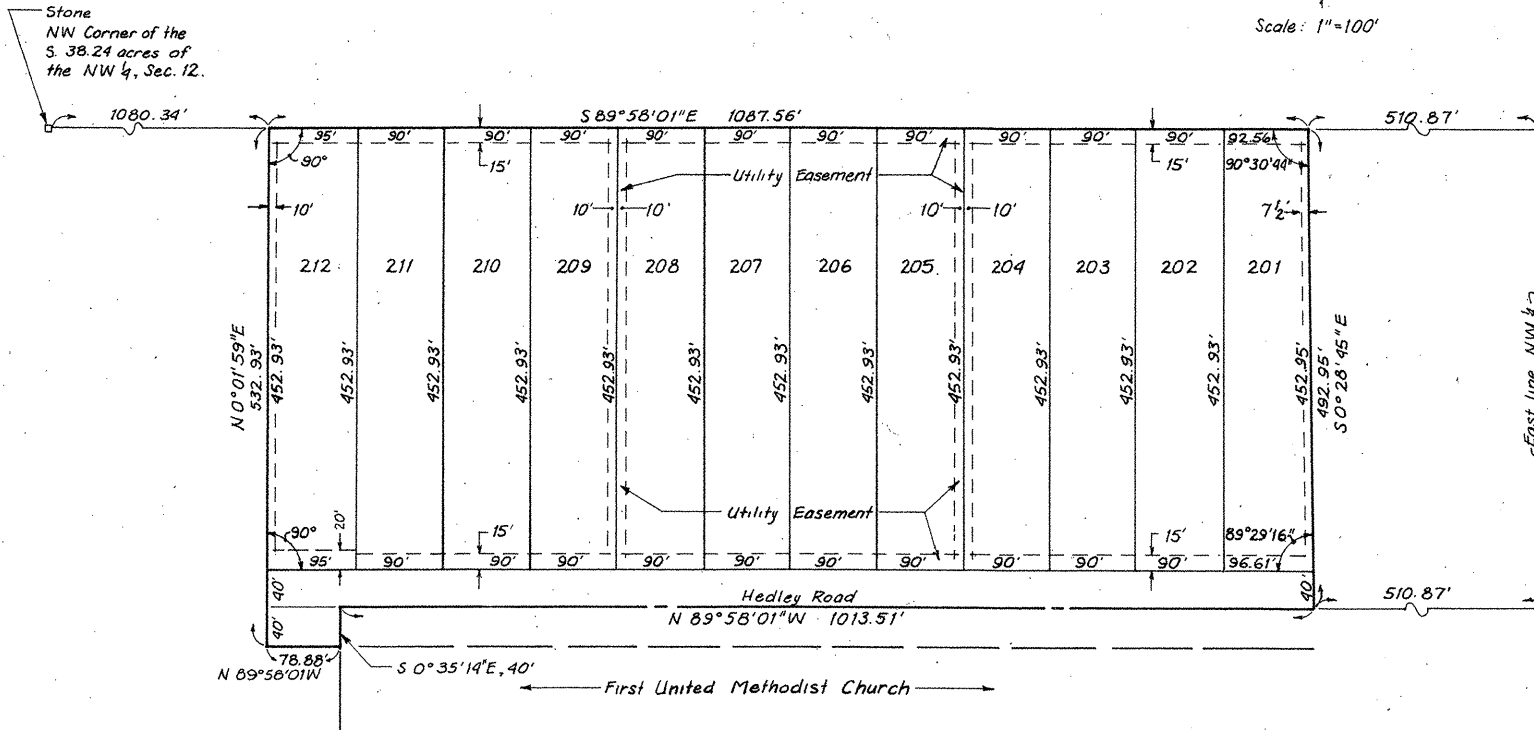 Stone
NW Corner of the
S. 38.24 acres of
the NW ¼, Sec. 12.
Scale: 1"=100'
1080.34'
S 89°58'01"E 1087.56'
510.87'
95' 90' 90' 90' 90' 90' 90' 90' 90' 90' 90' 92.56'
90° 15' Utility Easement 15' 90°30'44"
10' 10' 10' 10' 10' 7½'
212 211 210 209 208 207 206 205 204 203 202 201
N 0°01'59"E
532.93'
452.93' 452.93' 452.93' 452.93' 452.93' 452.93' 452.93' 452.93' 452.93' 452.93' 452.93' 452.93' 452.95'
492.95'
S 0°28'45"E
East line, NW ¼
90° 20' 15' Utility Easement 15' 89°29'16"
95' 90' 90' 90' 90' 90' 90' 90' 90' 90' 90' 96.61'
40' Hedley Road 40'
510.87'
40' N 89°58'01"W 1013.51'
78.88'
N 89°58'01W
S 0°35'14"E, 40'
First United Methodist Church